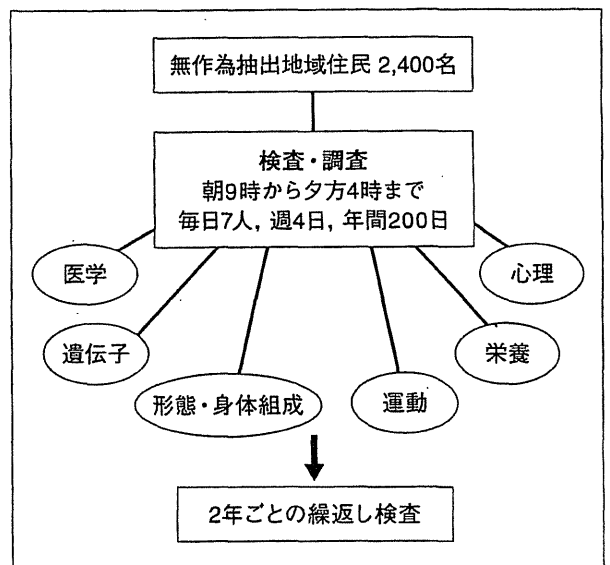 無作為抽出地域住民 2,400名
検査・調査
朝9時から夕方4時まで
毎日7人, 週4日, 年間200日
医学
心理
遺伝子
栄養
形態・身体組成
運動
2年ごとの繰返し検査